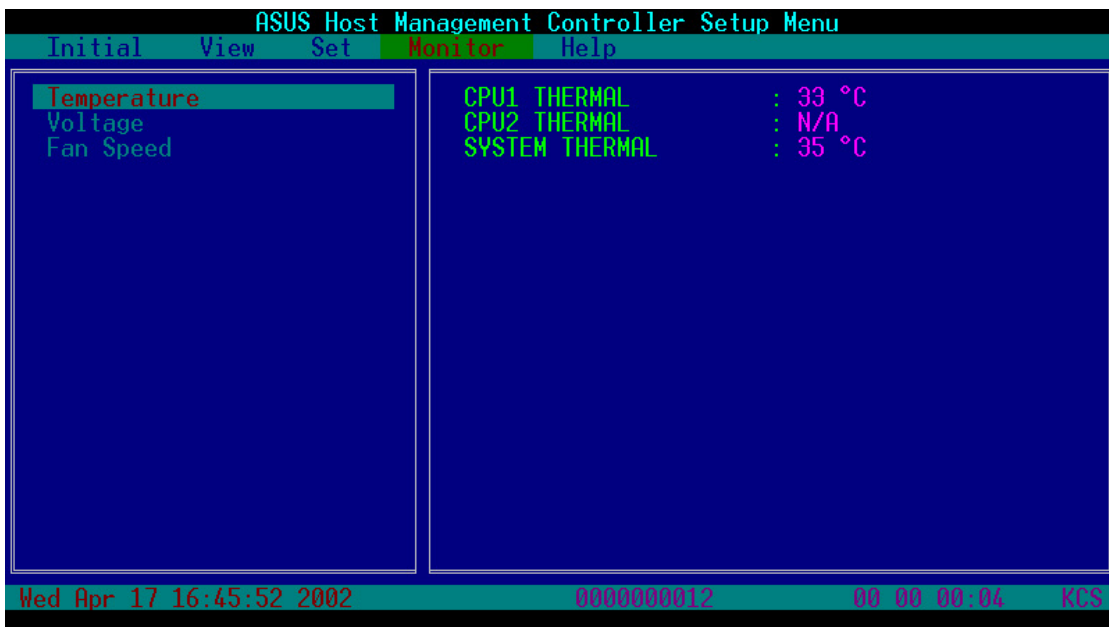 ASUS Host Management Controller Setup Menu
Initial View Set Monitor Help
Temperature
Voltage
Fan Speed
CPU1 THERMAL : 33 °C
CPU2 THERMAL : N/A
SYSTEM THERMAL : 35 °C
Wed Apr 17 16:45:52 2002 0000000012 00 00 00:04 KCS